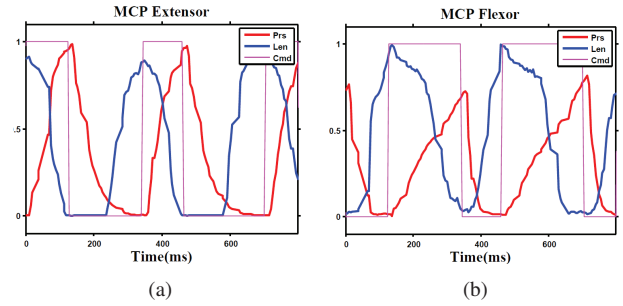 MCP Extensor
Prs
Len
Cmd
1
.5
0
0
200
400
600
Time(ms)
(a)
MCP Flexor
Prs
Len
Cmd
1
0.5
0
0
200
400
600
Time(ms)
(b)